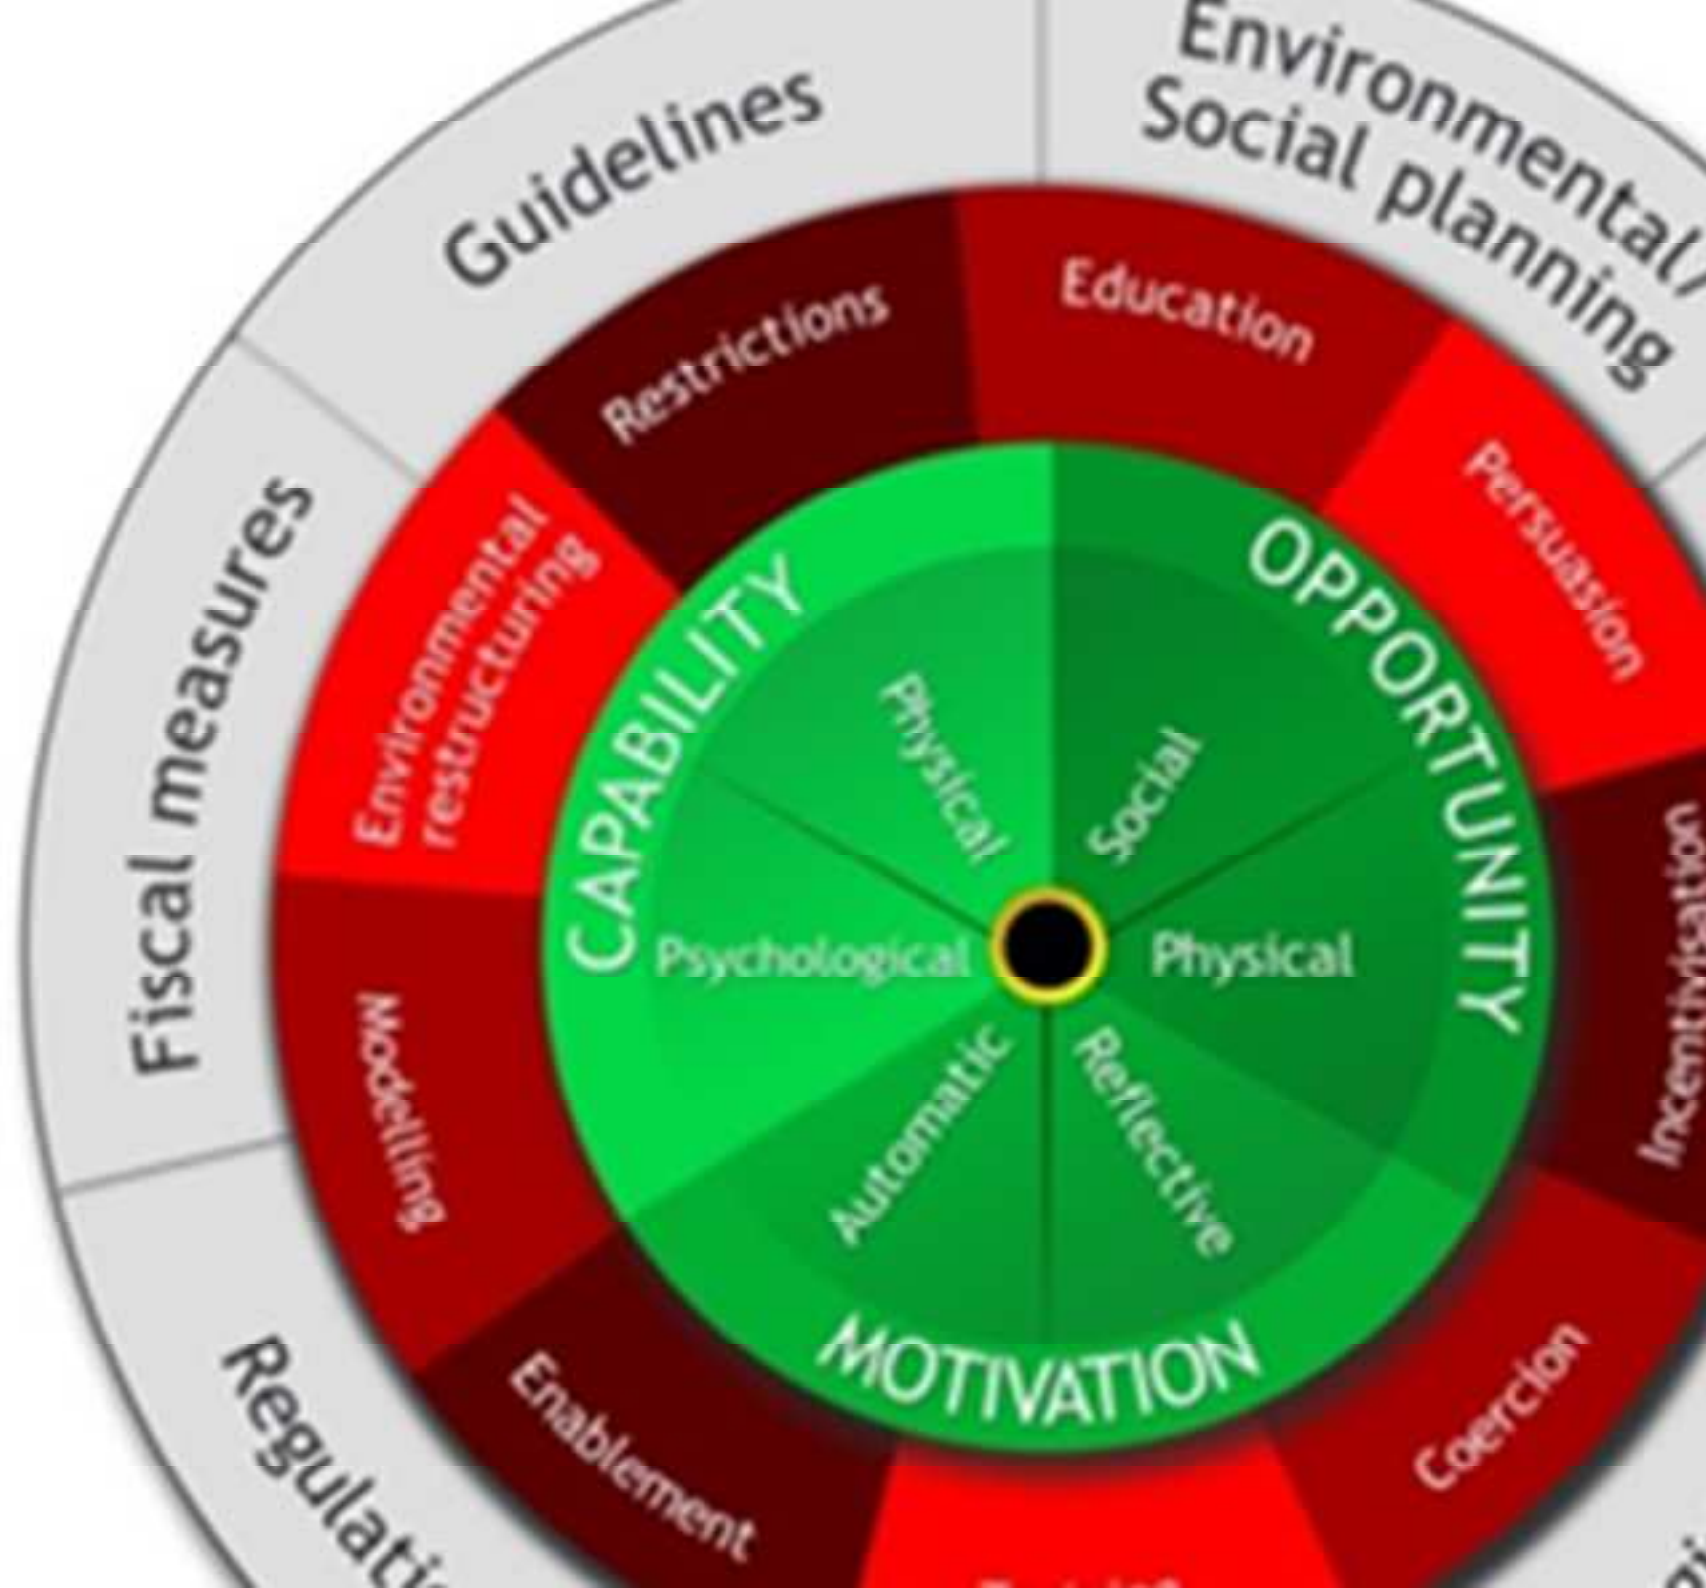 Environmental/
Social planning
Guidelines
Fiscal measures
Restrictions
Education
Persuasion
Environmental
restructuring
Incentivisation
Modelling
Enablement
Coercion
CAPABILITY
OPPORTUNITY
MOTIVATION
Physical
Social
Psychological
Physical
Automatic
Reflective